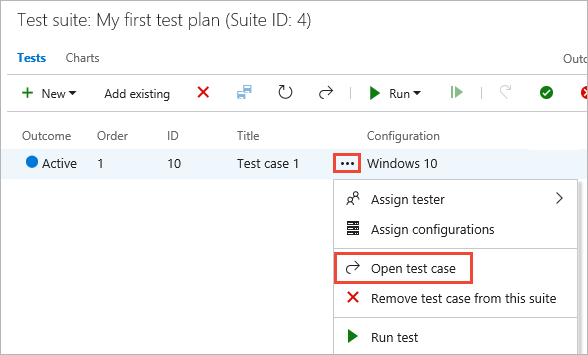 Test suite: My first test plan (Suite ID: 4)
Tests Charts Outco
New Add existing Run
Outcome Order ID Title Configuration
Active 1 10 Test case 1 ... Windows 10
Assign tester
Assign configurations
Open test case
Remove test case from this suite
Run test